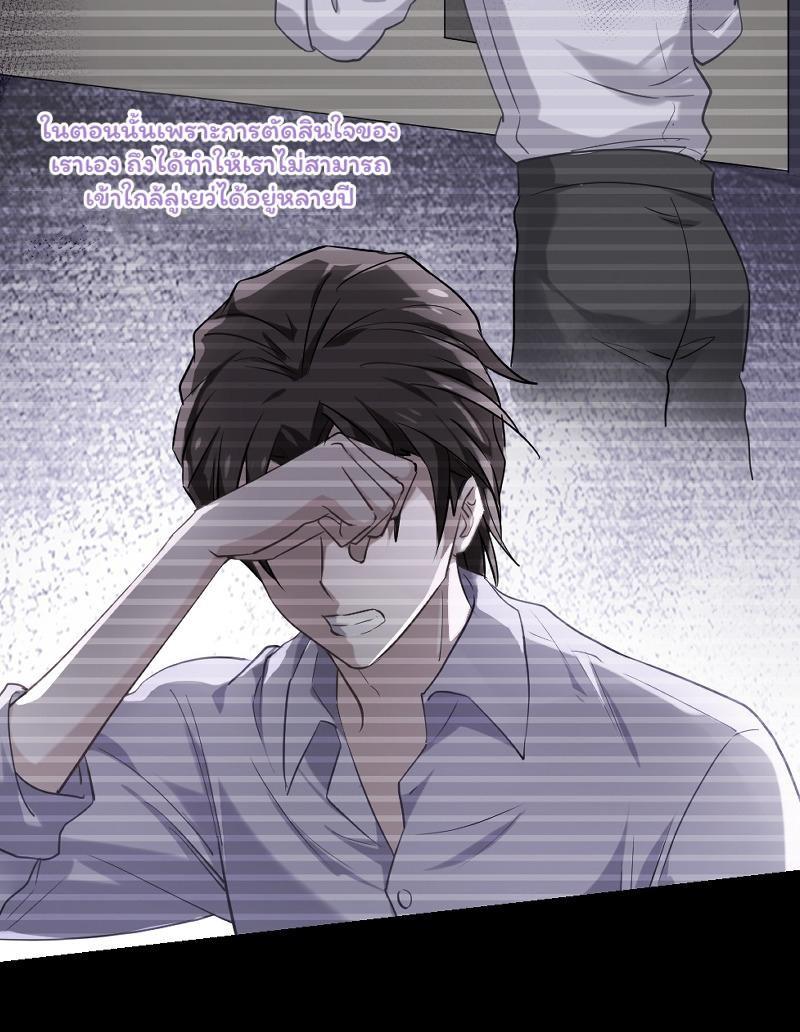 ในตอนนั้นเพราะการตัดสินใจของ
เราเอง ถึงได้ทำให้เราไม่สามารถ
เข้าใกล้ลู่เยว่ได้อยู่หลายปี